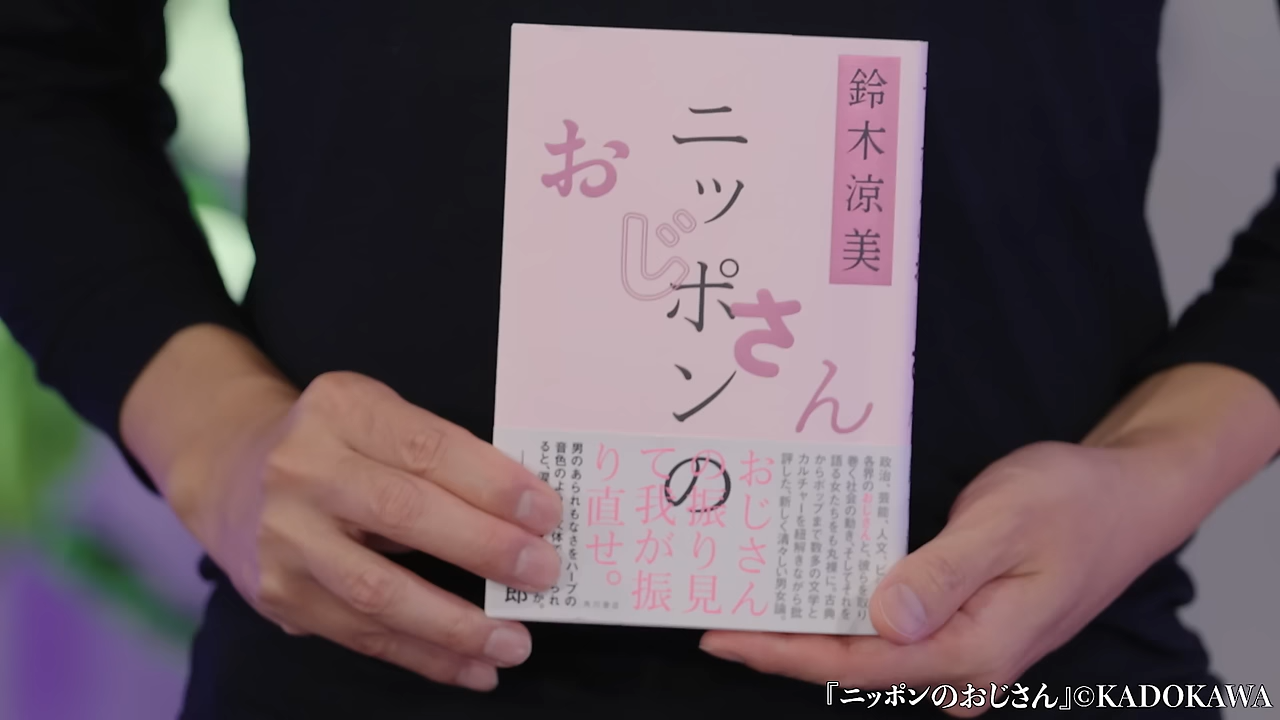 鈴木涼美
ニッポンの
おじさん
政治、芸能、人文、ビ
各界のおじさんと、彼らを取り
巻く社会の動き、そしてそれを
語る女たちをも丸裸に。古典
からポップまで数多の文学と
カルチャーを紐解きながら批
評した、新しく清々しい男女論。
おじさん
の振り見
て我が振
り直せ。
男のあられもなさをハープの
音色のよ
ると、
郎
角川書店
『ニッポンのおじさん』©KADOKAWA